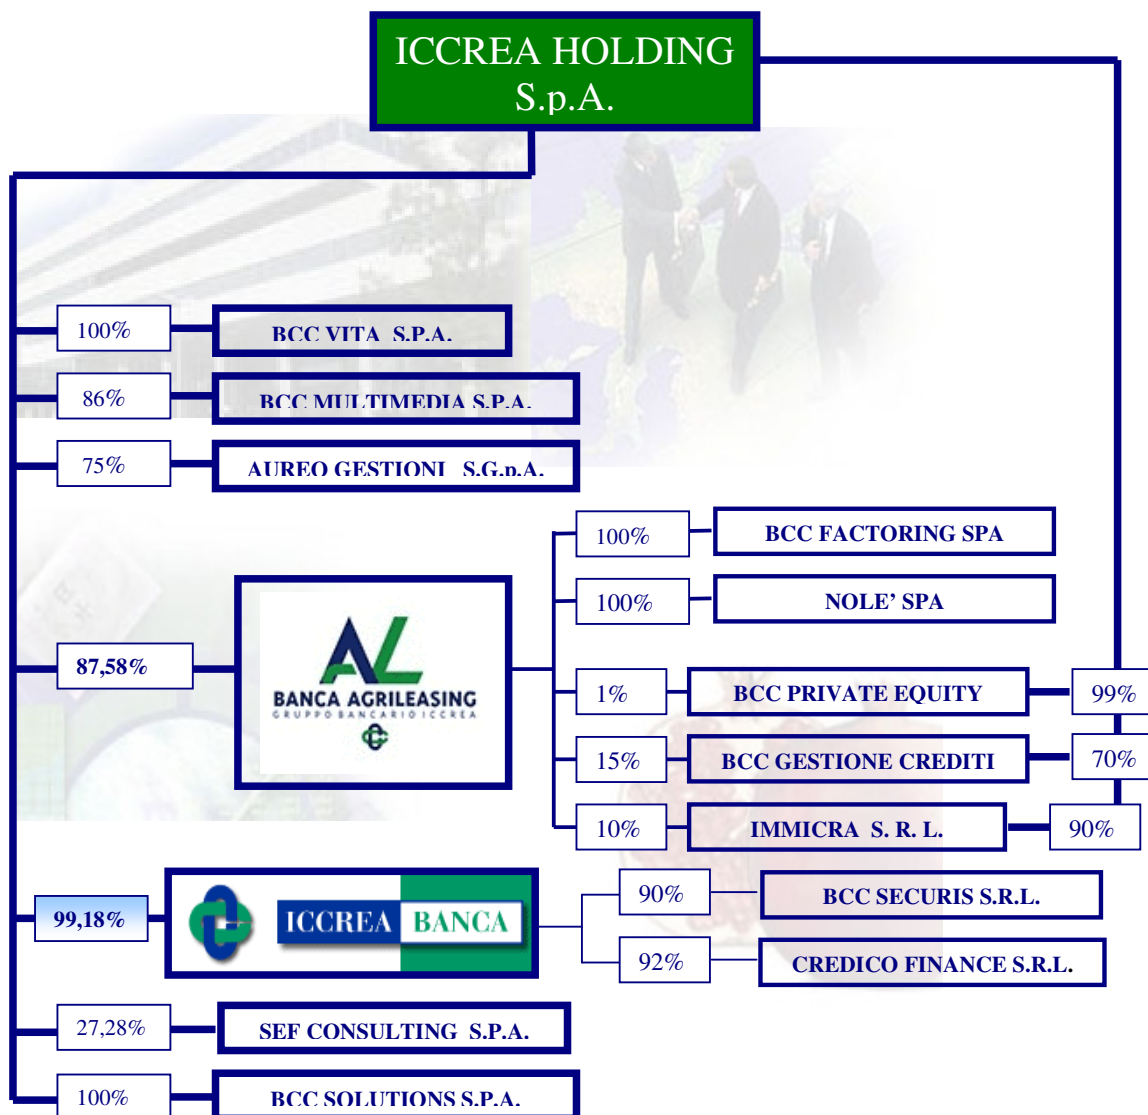 ICCREA HOLDING
S.p.A.
100%
BCC VITA S.P.A.
86%
BCC MULTIMEDIA S.P.A.
75%
AUREO GESTIONI S.G.p.A.
100%
BCC FACTORING SPA
100%
NOLE’ SPA
87,58%
AL
BANCA AGRILEASING
GRUPPO BANCARIO ICCREA
1%
BCC PRIVATE EQUITY
99%
15%
BCC GESTIONE CREDITI
70%
10%
IMMICRA S. R. L.
90%
99,18%
ICCREA BANCA
90%
BCC SECURIS S.R.L.
92%
CREDICO FINANCE S.R.L.
27,28%
SEF CONSULTING S.P.A.
100%
BCC SOLUTIONS S.P.A.